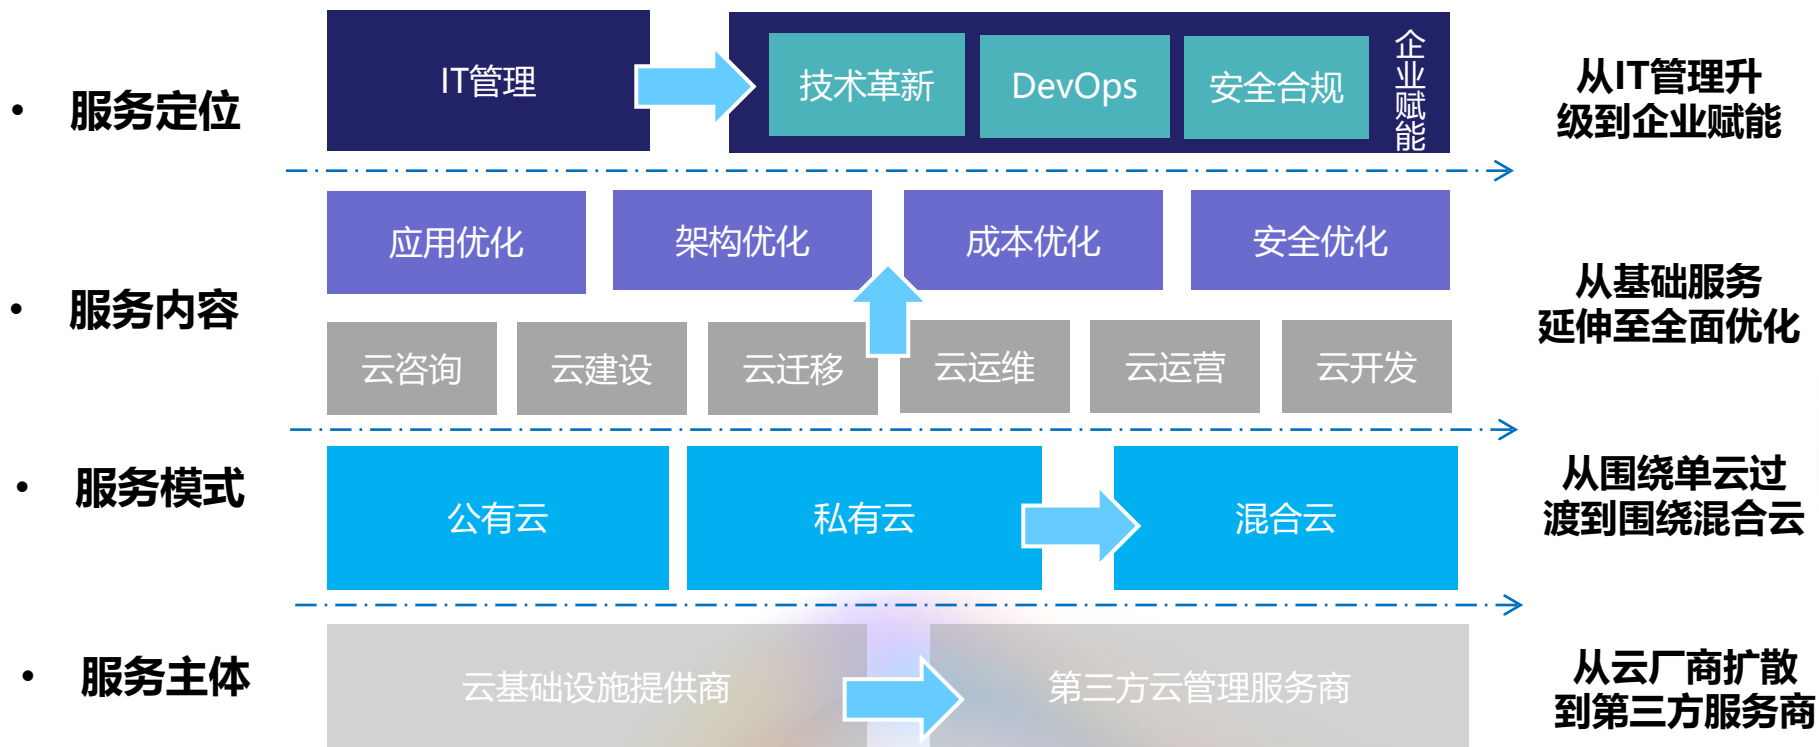 • 服务定位
IT管理
技术革新
DevOps
安全合规
企业赋能
从IT管理升
级到企业赋能
• 服务内容
应用优化
架构优化
成本优化
安全优化
云咨询
云建设
云迁移
云运维
云运营
云开发
从基础服务
延伸至全面优化
• 服务模式
公有云
私有云
混合云
从围绕单云过
渡到围绕混合云
• 服务主体
云基础设施提供商
第三方云管理服务商
从云厂商扩散
到第三方服务商